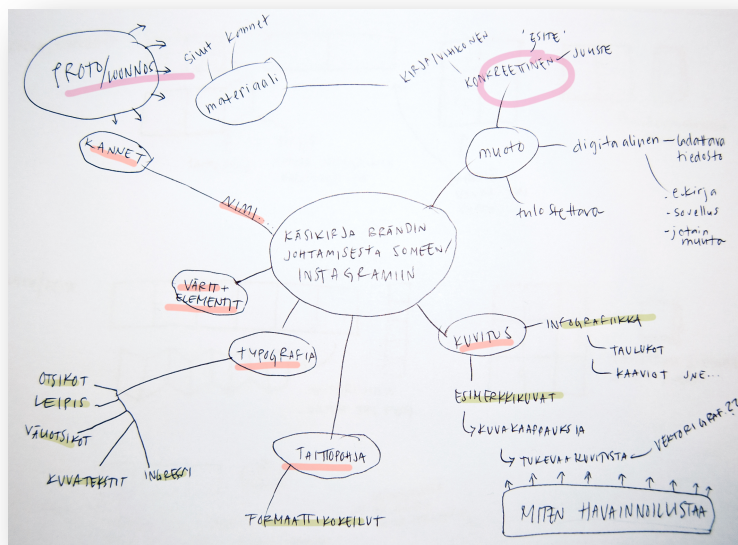 PROTO/LUONNOS
sivut
kannet
materiaali
KIRJA/VIHKONEN
"ESITE"
KONKREETTINEN
JULISTE
muoto
digitaalinen
ladattava
tiedosto
- e-kirja
- sovellus
- jotain
muuta
tulostettava
KANNET
NIMI
KÄSIKIRJA BRÄNDIN
JOHTAMISESTA SOMEEN/
INSTAGRAMIIN
VÄRIT +
ELEMENTIT
TYPOGRAFIA
OTSIKOT
LEIPIS
VÄLIOTSIKOT
KUVATEKSTIT
INGRESSI
TAITTOPOHJA
FORMAATTIKOKEILUT
KUVITUS
INFOGRAFIIKKA
TAULUKOT
KAAVIOT JNE...
ESIMERKKIKUVAT
KUVAKAAPPAUKSIA
TUKEVAA KUVITUSTA
VEKTORIGRAF.??
MITEN HAVAINNOLLISTAA